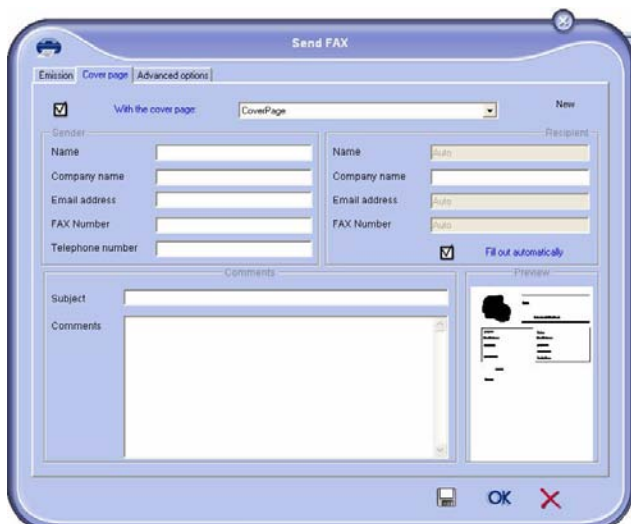 Send FAX
Emission Cover page Advanced options
With the cover page: CoverPage New
Sender
Name
Company name
Email address
FAX Number
Telephone number
Recipient
Name Auto
Company name
Email address Auto
FAX Number Auto
Fill out automatically
Comments
Subject
Comments
Preview
OK